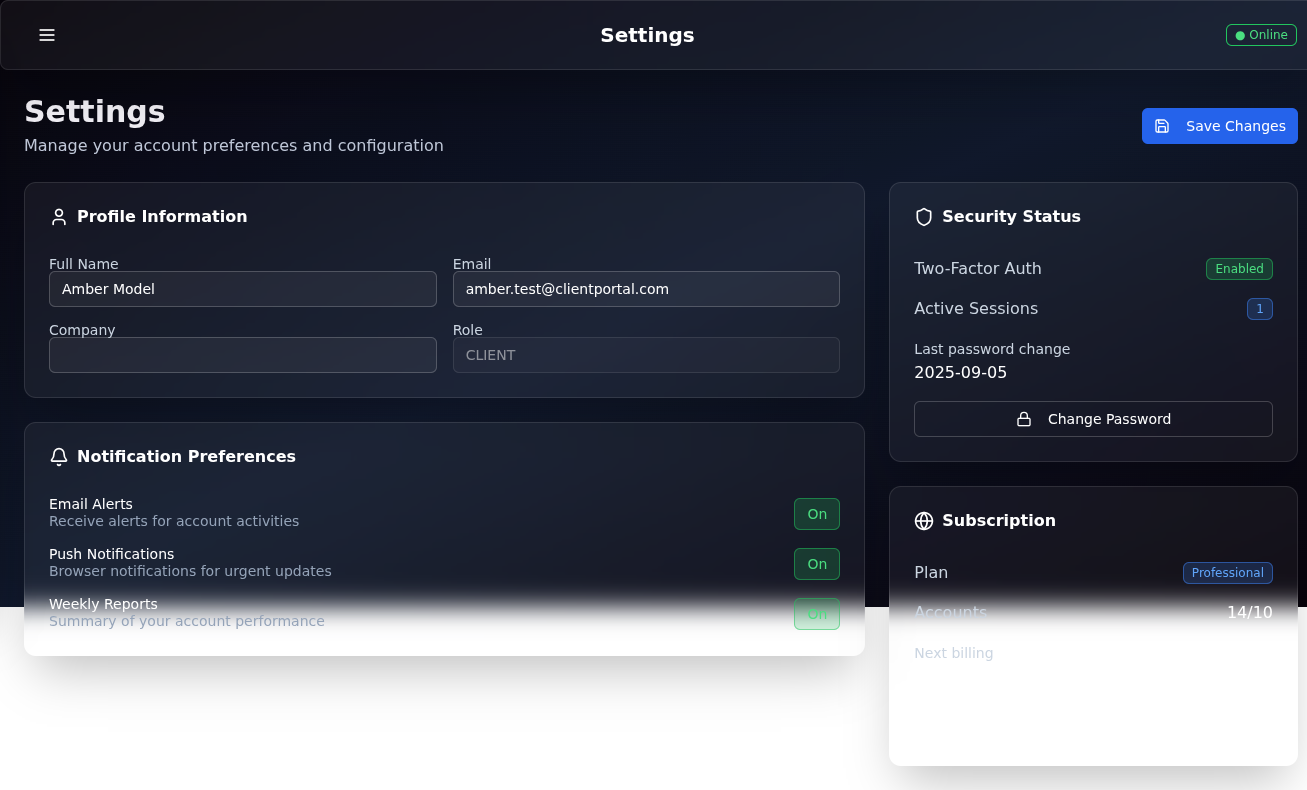 Settings
Online
Settings
Manage your account preferences and configuration
Save Changes
Profile Information
Full Name
Email
Amber Model
amber.test@clientportal.com
Company
Role
CLIENT
Notification Preferences
Email Alerts
Receive alerts for account activities
On
Push Notifications
Browser notifications for urgent updates
On
Weekly Reports
Summary of your account performance
On
Security Status
Two-Factor Auth
Enabled
Active Sessions
1
Last password change
2025-09-05
Change Password
Subscription
Plan
Professional
Accounts
14/10
Next billing